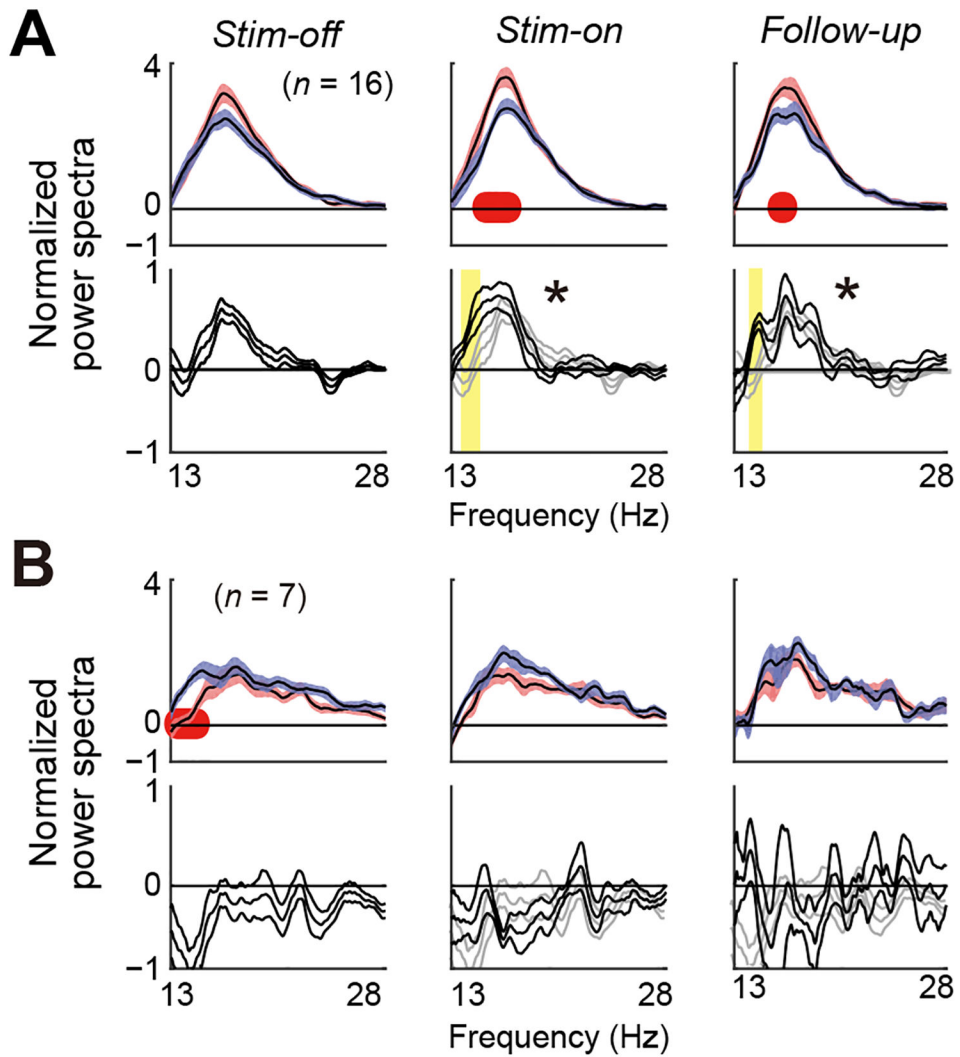 A
Stim-off
Stim-on
Follow-up
(n = 16)
Normalized
power spectra
4
0
−1
1
0
−1
13
28
13
28
13
28
Frequency (Hz)
*
*
B
(n = 7)
Normalized
power spectra
4
0
−1
1
0
−1
13
28
13
28
13
28
Frequency (Hz)